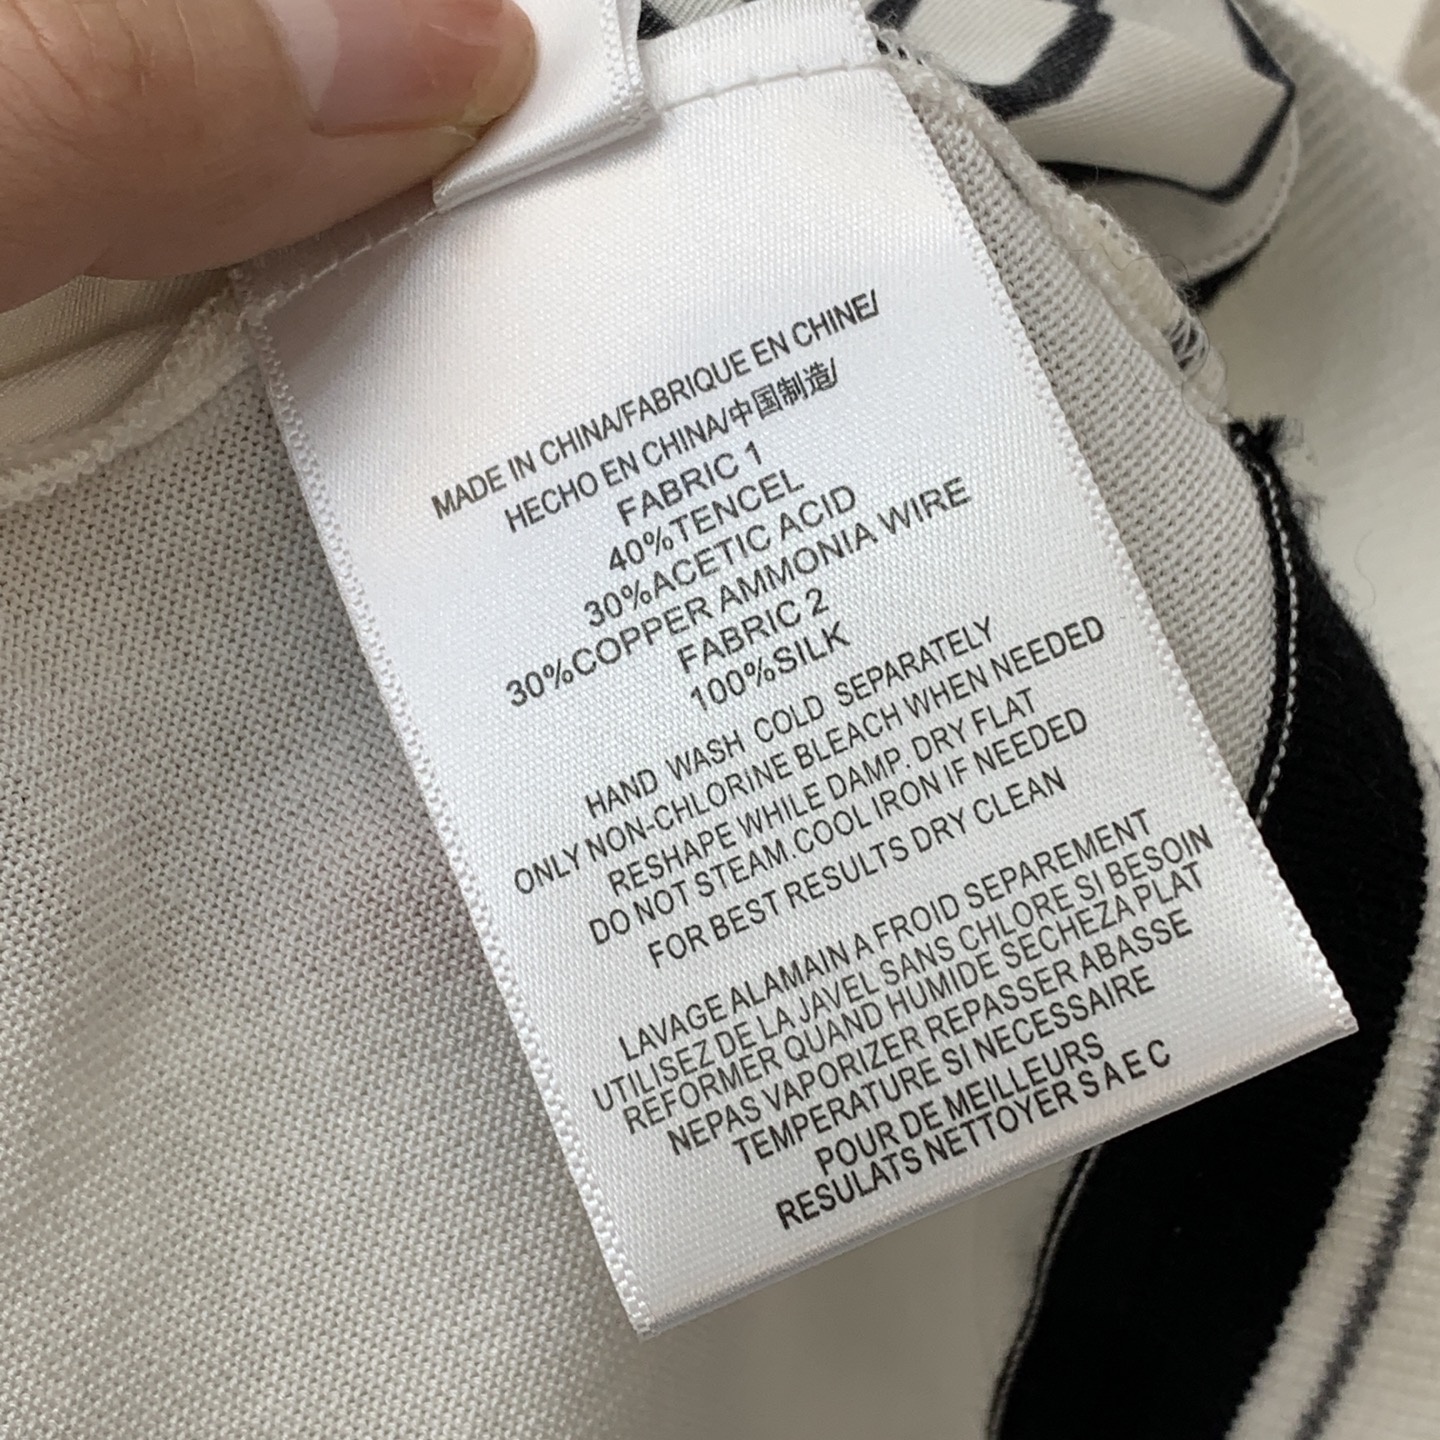 MADE IN CHINA/FABRIQUE EN CHINE/
HECHO EN CHINA/中国制造/
FABRIC 1
40%TENCEL
30%ACETIC ACID
30%COPPER AMMONIA WIRE
FABRIC 2
100%SILK
HAND WASH COLD SEPARATELY
ONLY NON-CHLORINE BLEACH WHEN NEEDED
RESHAPE WHILE DAMP. DRY FLAT
DO NOT STEAM.COOL IRON IF NEEDED
FOR BEST RESULTS DRY CLEAN
LAVAGE ALAMAIN A FROID SEPAREMENT
UTILISEZ DE LA JAVEL SANS CHLORE SI BESOIN
REFORMER QUAND HUMIDE SECHEZA PLAT
NEPAS VAPORIZER REPASSER ABASSE
TEMPERATURE SI NECESSAIRE
POUR DE MEILLEURS
RESULATS NETTOYER S A E C